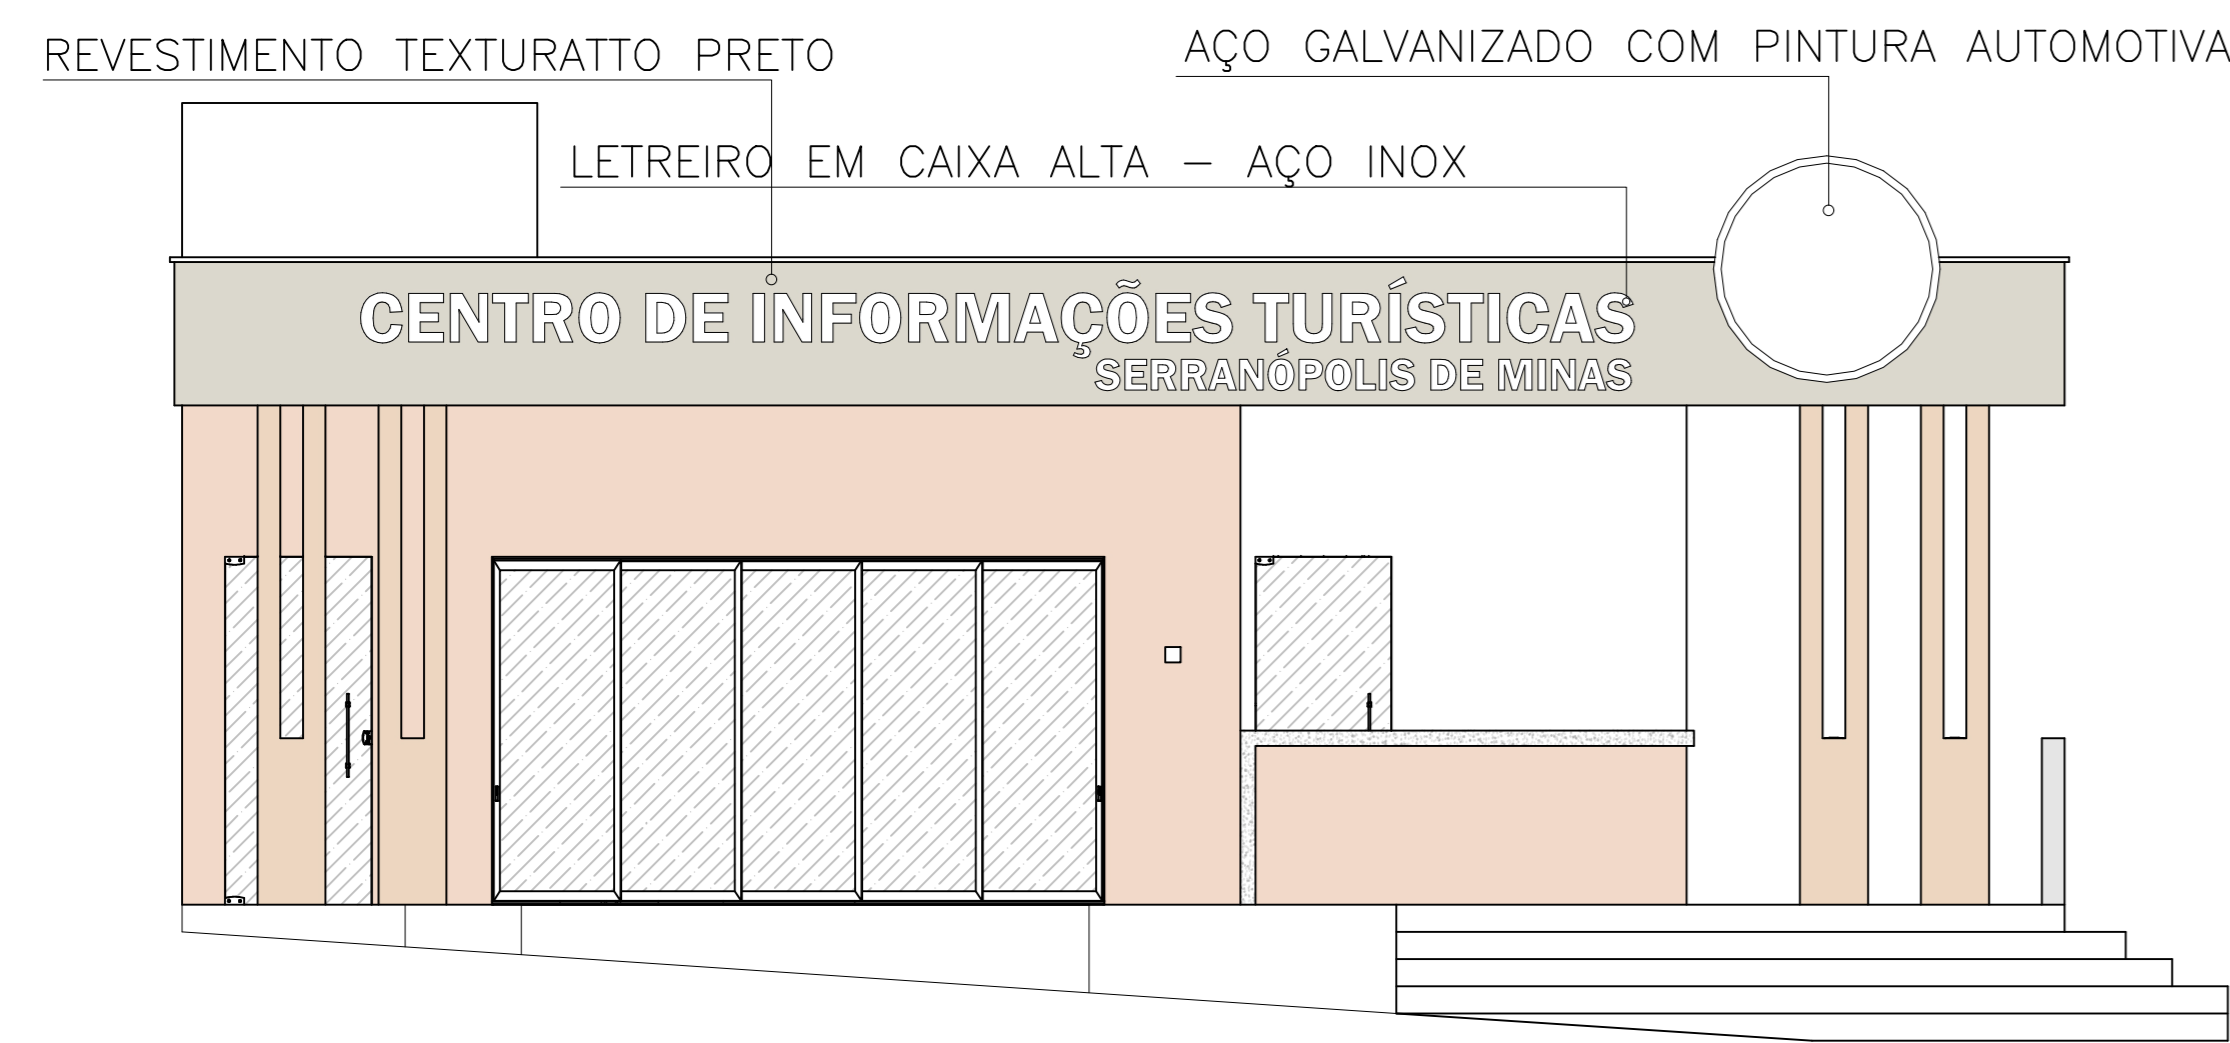 REVESTIMENTO TEXTURATTO PRETO
AÇO GALVANIZADO COM PINTURA AUTOMOTIVA
LETREIRO EM CAIXA ALTA – AÇO INOX
CENTRO DE INFORMAÇÕES TURÍSTICAS
SERRANÓPOLIS DE MINAS